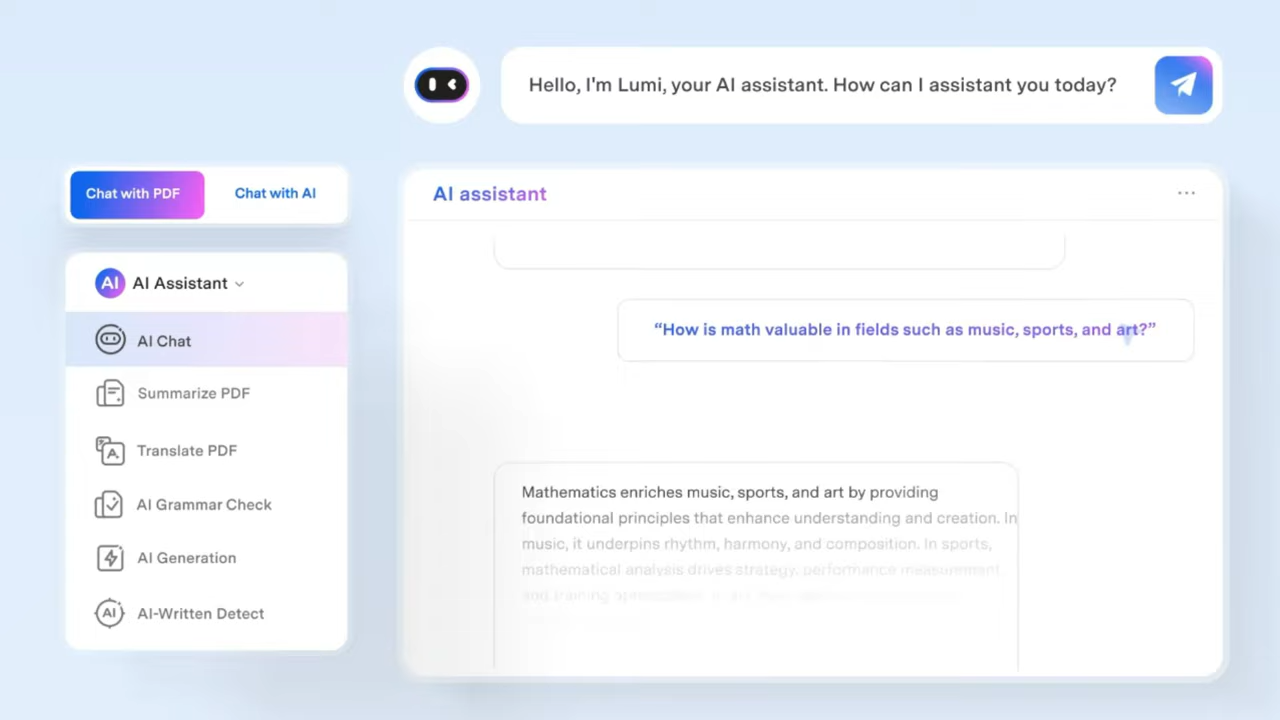 Hello, I'm Lumi, your AI assistant. How can I assistant you today?
Chat with PDF
Chat with AI
AI AI Assistant
AI Chat
Summarize PDF
Translate PDF
AI Grammar Check
AI Generation
AI AI-Written Detect
AI assistant
“How is math valuable in fields such as music, sports, and art?”
Mathematics enriches music, sports, and art by providing
foundational principles that enhance understanding and creation. In
music, it underpins rhythm, harmony, and composition. In sports,
mathematical analysis drives strategy, performance measurement,
and training